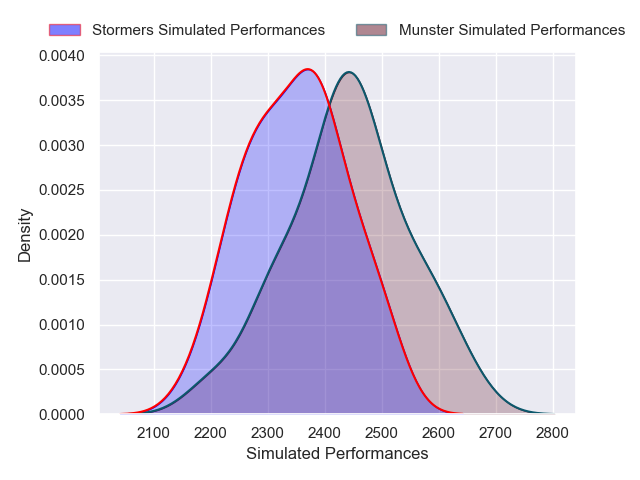 Stormers Simulated Performances Munster Simulated Performances
0.0040
0.0035
0.0030
0.0025
0.0020
0.0015
0.0010
0.0005
0.0000
Density
2100 2200 2300 2400 2500 2600 2700 2800
Simulated Performances